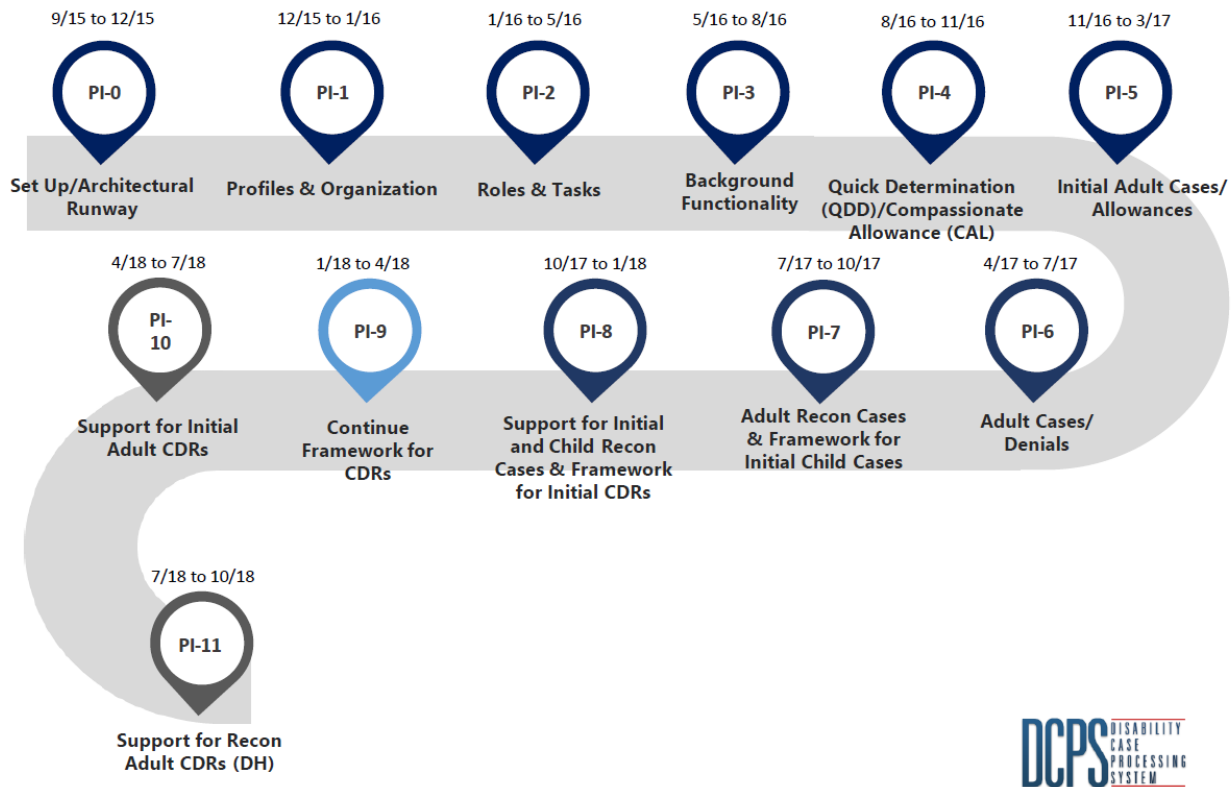 9/15 to 12/15
PI-0
Set Up/Architectural
Runway
12/15 to 1/16
PI-1
Profiles & Organization
1/16 to 5/16
PI-2
Roles & Tasks
5/16 to 8/16
PI-3
Background
Functionality
8/16 to 11/16
PI-4
Quick Determination
(QDD)/Compassionate
Allowance (CAL)
11/16 to 3/17
PI-5
Initial Adult Cases/
Allowances
4/17 to 7/17
PI-6
Adult Cases/
Denials
7/17 to 10/17
PI-7
Adult Recon Cases
& Framework for
Initial Child Cases
10/17 to 1/18
PI-8
Support for Initial
and Child Recon
Cases & Framework
for Initial CDRs
1/18 to 4/18
PI-9
Continue
Framework for
CDRs
4/18 to 7/18
PI-
10
Support for Initial
Adult CDRs
7/18 to 10/18
PI-11
Support for Recon
Adult CDRs (DH)
DCPS
DISABILITY
CASE
PROCESSING
SYSTEM